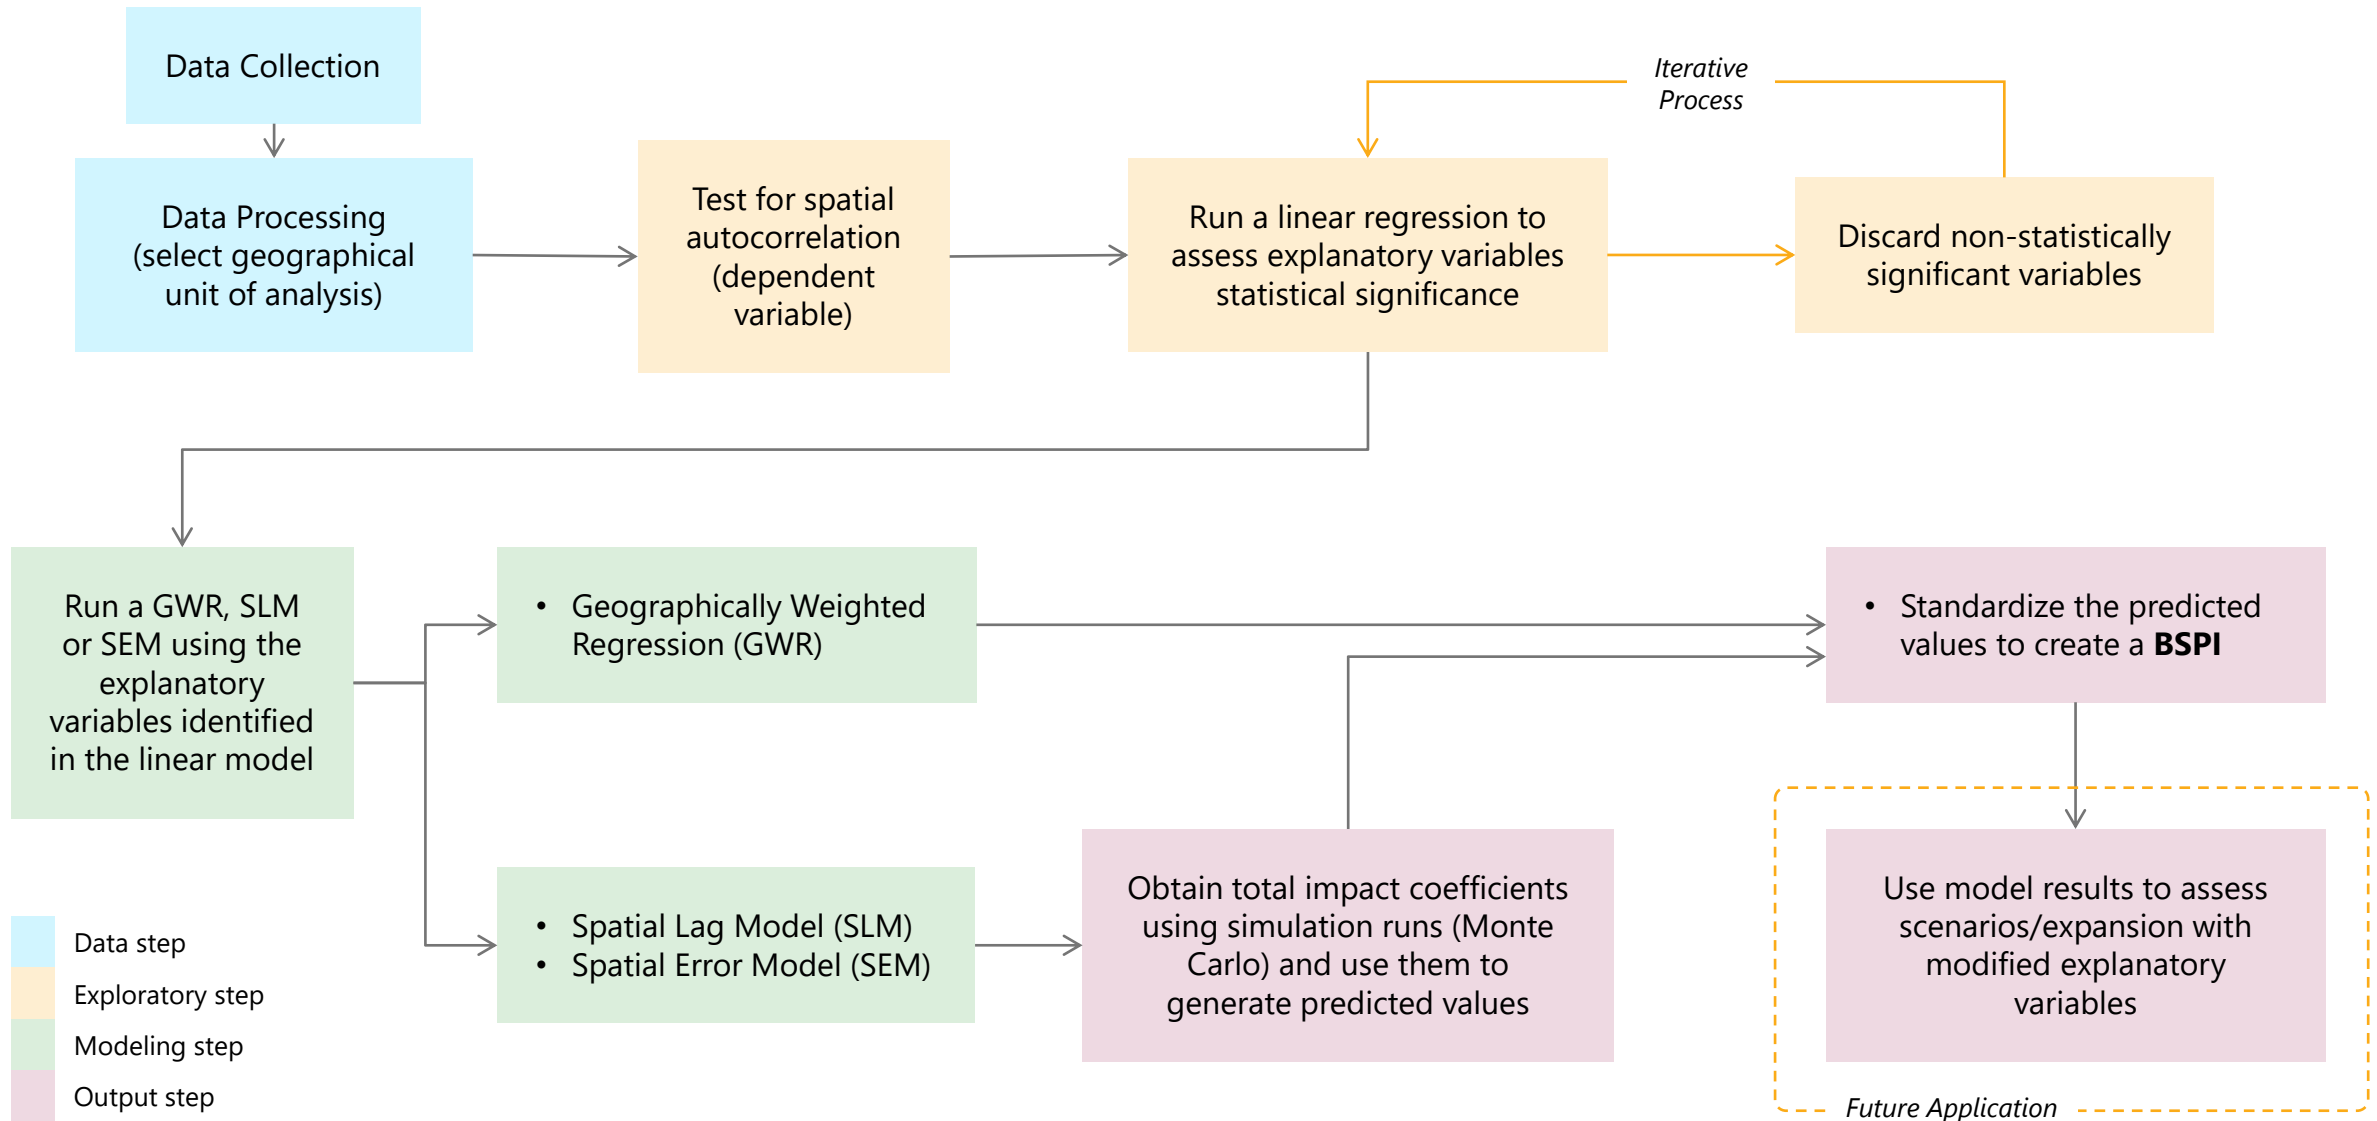 Data Collection
Iterative
Process
Data Processing
(select geographical
unit of analysis)
Test for spatial
autocorrelation
(dependent
variable)
Run a linear regression to
assess explanatory variables
statistical significance
Discard non-statistically
significant variables
Run a GWR, SLM
or SEM using the
explanatory
variables identified
in the linear model
• Geographically Weighted
Regression (GWR)
• Standardize the predicted
values to create a BSPI
• Spatial Lag Model (SLM)
• Spatial Error Model (SEM)
Obtain total impact coefficients
using simulation runs (Monte
Carlo) and use them to
generate predicted values
Use model results to assess
scenarios/expansion with
modified explanatory
variables
Future Application
Data step
Exploratory step
Modeling step
Output step